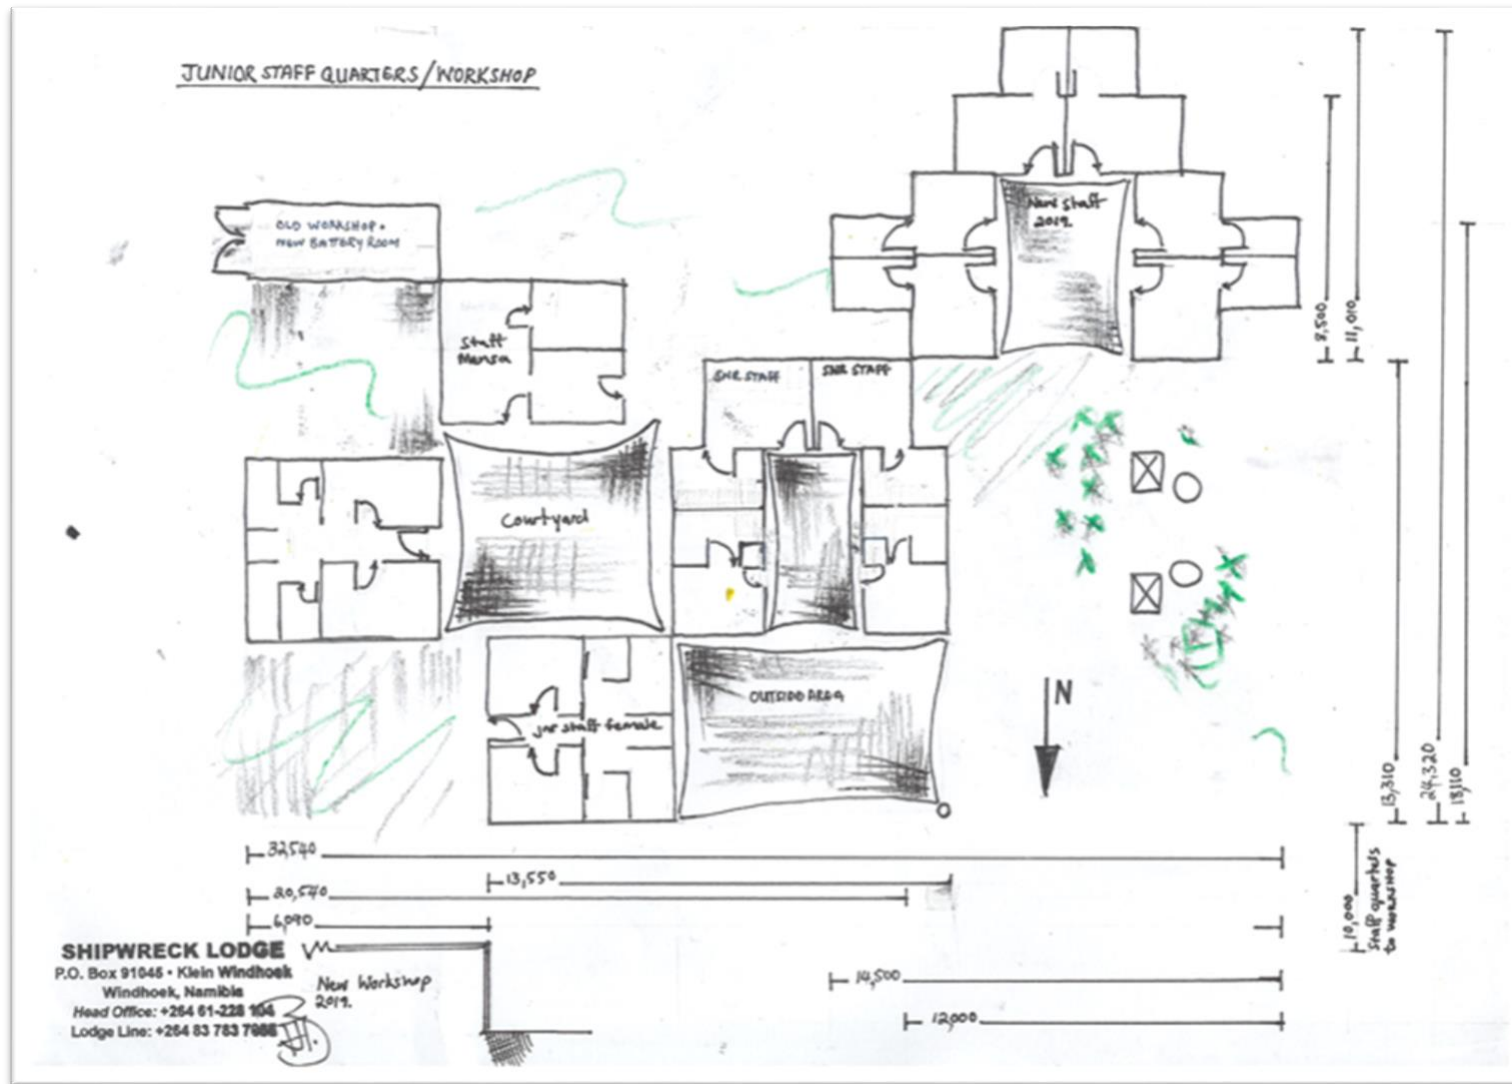 JUNIOR STAFF QUARTERS/WORKSHOP
New Staff
2019.
OLD WORKSHOP +
NEW BATTERY ROOM
Staff
8,500
11,010
SNR STAFF
SNR STAFF
Courtyard
N
OUTSIDE AREA
Jnr staff female
13,310
24,320
18,110
32,540
13,550
20,540
6,090
10,000
Staff quarters
to workshop
SHIPWRECK LODGE
P.O. Box 91045 • Klein Windhoek
Windhoek, Namibia
Head Office: +264 61-228 104
Lodge Line: +264 83 783
New Workshop
2019.
14,500
12,000